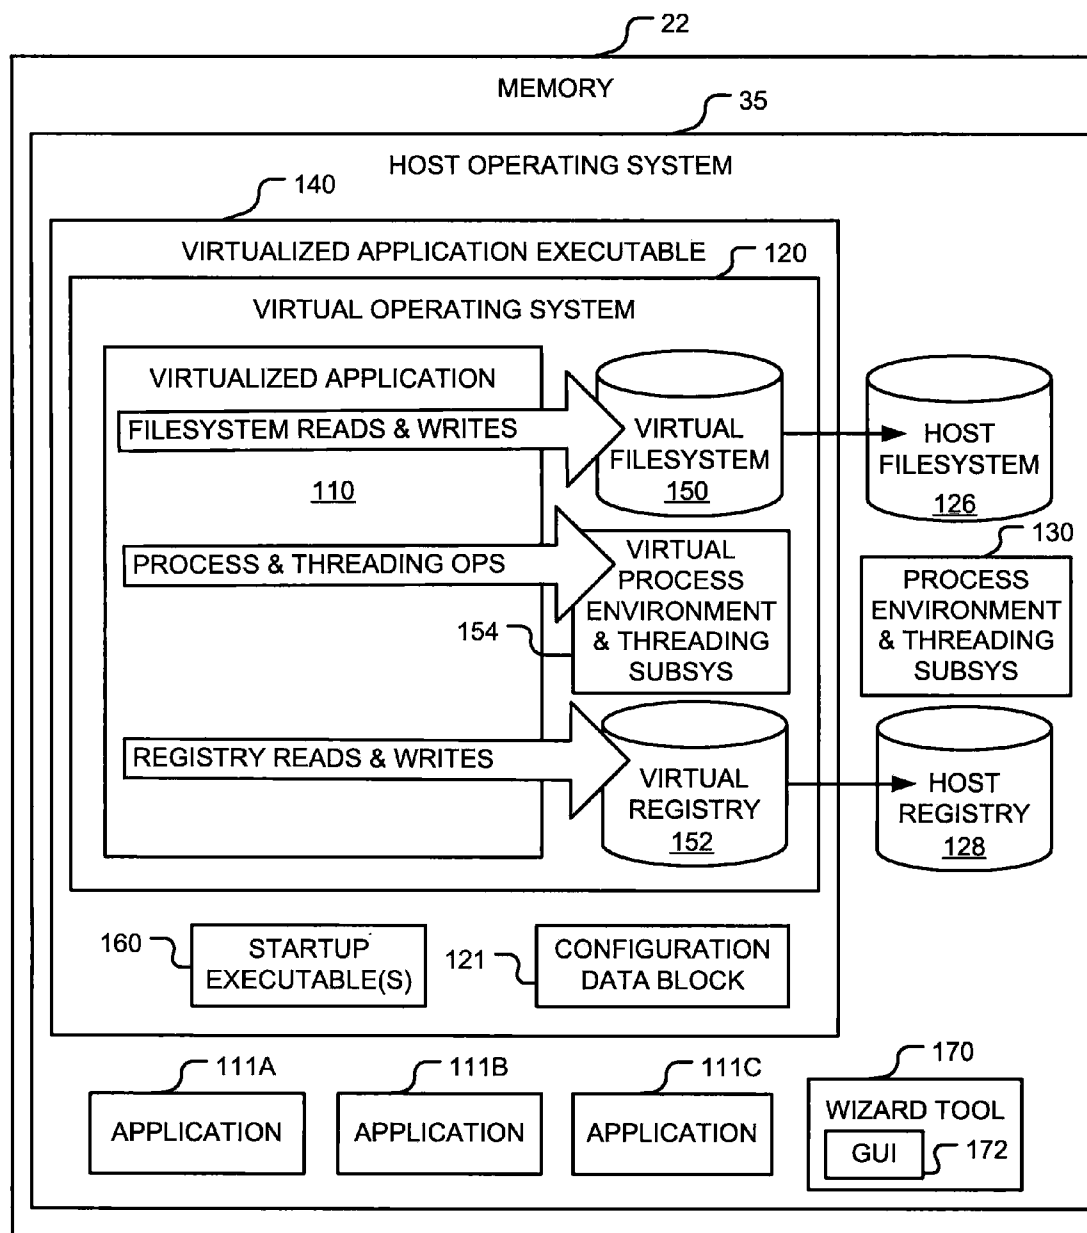 22
MEMORY
35
HOST OPERATING SYSTEM
140
VIRTUALIZED APPLICATION EXECUTABLE
120
VIRTUAL OPERATING SYSTEM
VIRTUALIZED APPLICATION
FILESYSTEM READS & WRITES
110
PROCESS & THREADING OPS
REGISTRY READS & WRITES
VIRTUAL
FILESYSTEM
150
HOST
FILESYSTEM
126
VIRTUAL
PROCESS
ENVIRONMENT
& THREADING
SUBSYS
154
130
PROCESS
ENVIRONMENT
& THREADING
SUBSYS
VIRTUAL
REGISTRY
152
HOST
REGISTRY
128
160
STARTUP
EXECUTABLE(S)
121
CONFIGURATION
DATA BLOCK
111A
APPLICATION
111B
APPLICATION
111C
APPLICATION
170
WIZARD TOOL
GUI
172